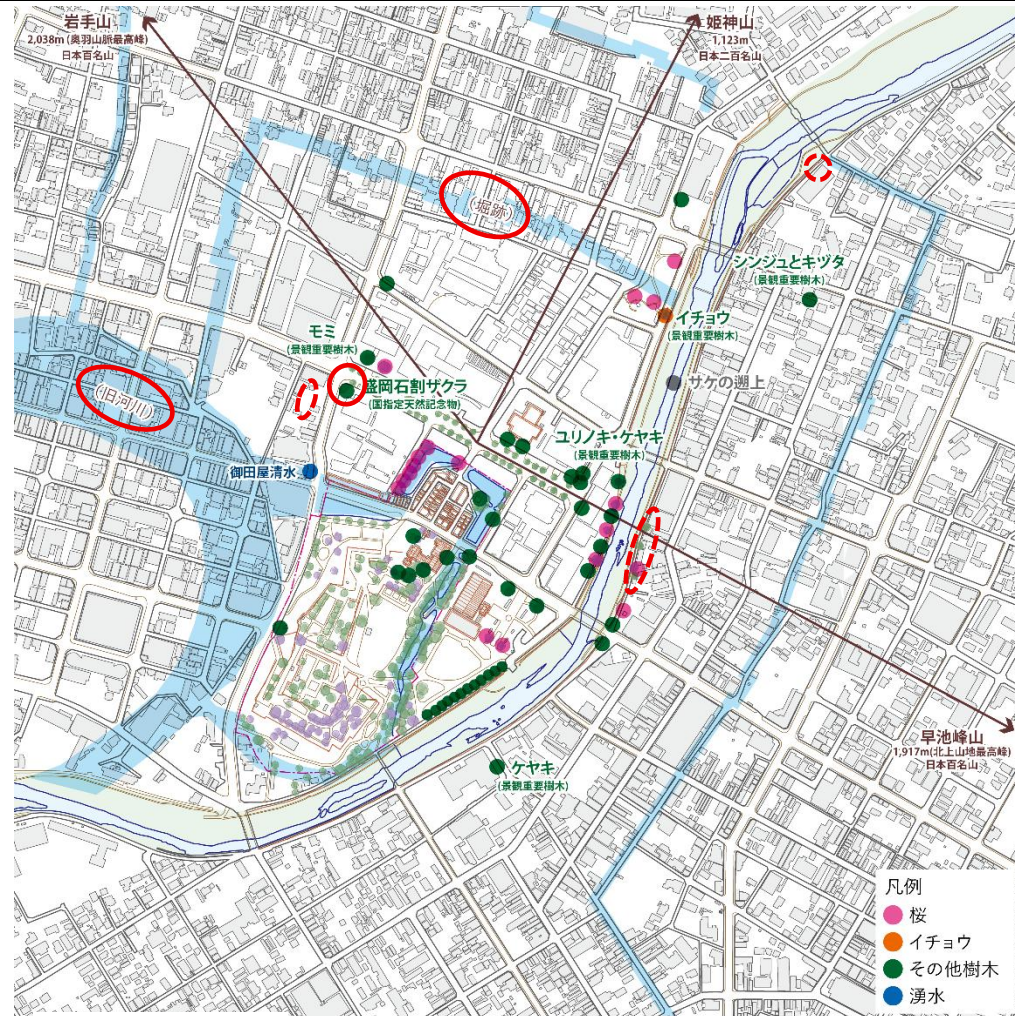 岩手山
2,038m(奥羽山脈最高峰)
日本百名山
姫神山
1,123m
日本二百名山
(堀跡)
シンジュとキヅタ
(景観重要樹木)
イチョウ
(景観重要樹木)
モミ
(景観重要樹木)
サケの遡上
盛岡石割ザクラ
(国指定天然記念物)
(旧河川)
ユリノキ・ケヤキ
(景観重要樹木)
御田屋清水
早池峰山
1,917m(北上山地最高峰)
日本百名山
ケヤキ
(景観重要樹木)
凡例
桜
イチョウ
その他樹木
湧水